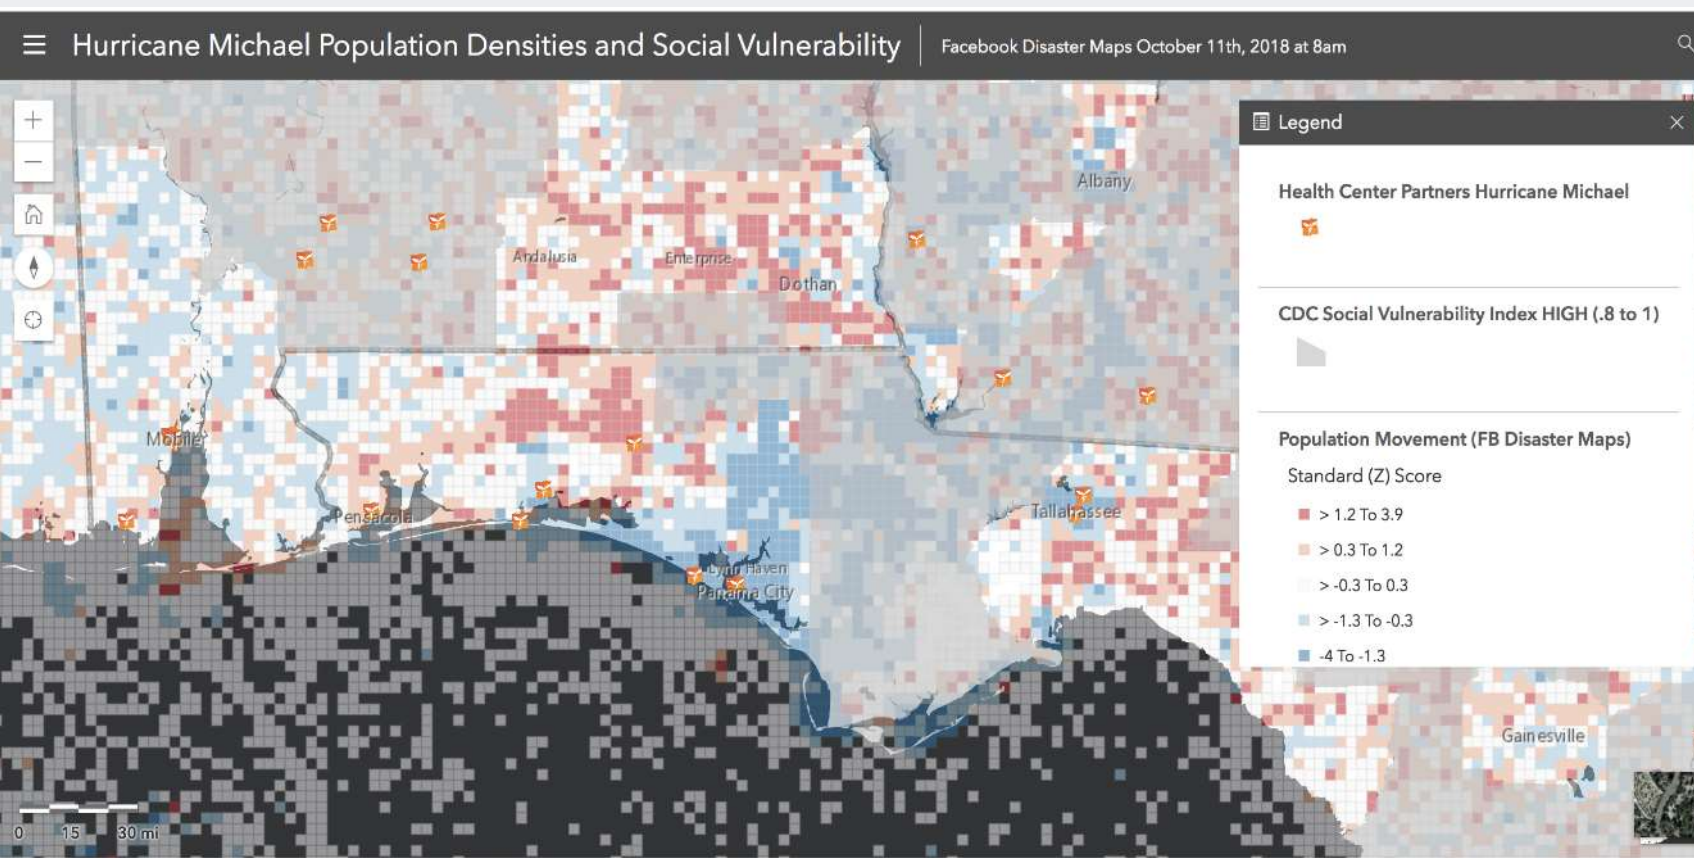 Hurricane Michael Population Densities and Social Vulnerability
Facebook Disaster Maps October 11th, 2018 at 8am
Legend
Health Center Partners Hurricane Michael
CDC Social Vulnerability Index HIGH (.8 to 1)
Population Movement (FB Disaster Maps)
Standard (Z) Score
> 1.2 To 3.9
> 0.3 To 1.2
> -0.3 To 0.3
> -1.3 To -0.3
-4 To -1.3
Albany
Andalusia
Enterprise
Dothan
Mobile
Pensacola
Tallahassee
Lynn Haven
Panama City
Gainesville
0 15 30 mi